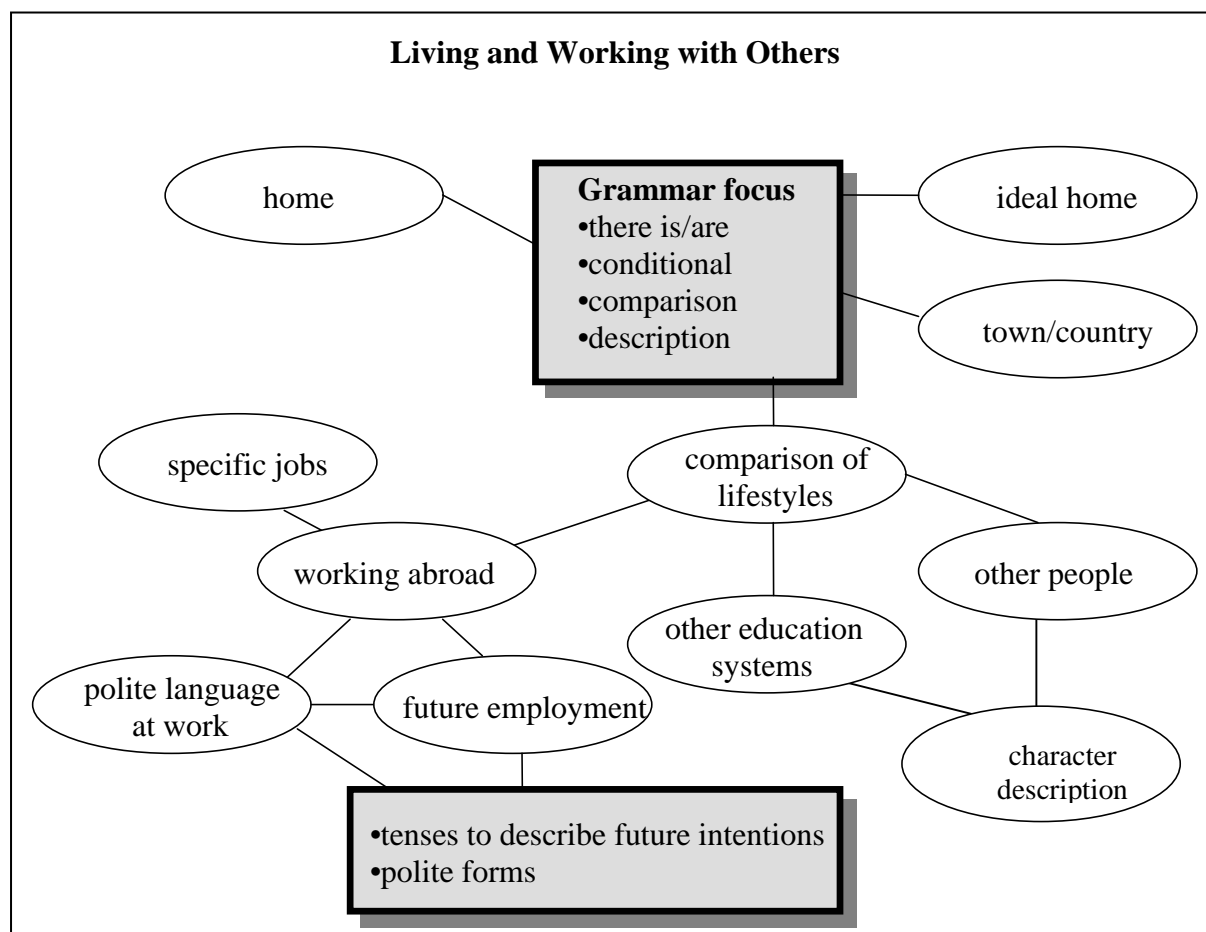 Living and Working with Others
home
Grammar focus
•there is/are
•conditional
•comparison
•description
ideal home
town/country
specific jobs
comparison of
lifestyles
working abroad
other people
other education
systems
polite language
at work
future employment
character
description
•tenses to describe future intentions
•polite forms